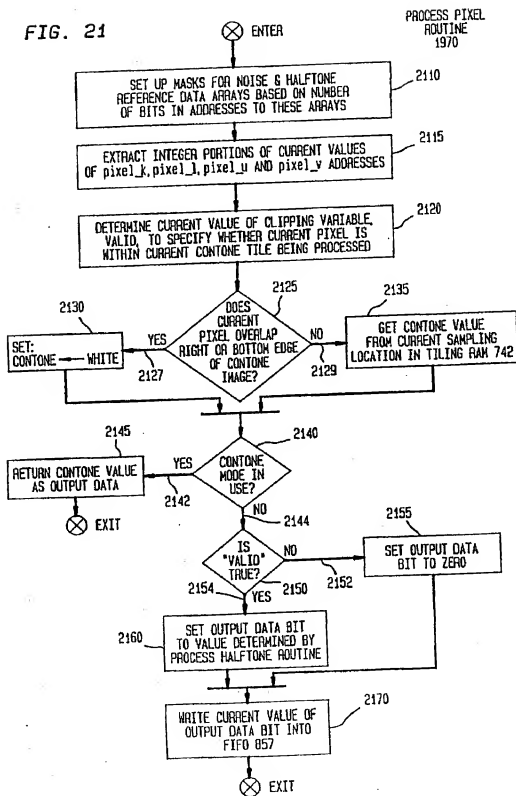 FIG. 21
ENTER
PROCESS PIXEL
ROUTINE
1970
2110
SET UP MASKS FOR NOISE & HALFTONE
REFERENCE DATA ARRAYS BASED ON NUMBER
OF BITS IN ADDRESSES TO THESE ARRAYS
2115
EXTRACT INTEGER PORTIONS OF CURRENT VALUES
OF pixel_k, pixel_l, pixel_u AND pixel_v ADDRESSES
2120
DETERMINE CURRENT VALUE OF CLIPPING VARIABLE,
VALID, TO SPECIFY WHETHER CURRENT PIXEL IS
WITHIN CURRENT CONTONE TILE BEING PROCESSED
2125
DOES
CURRENT
PIXEL OVERLAP
RIGHT OR BOTTOM EDGE
OF CONTONE
IMAGE?
YES
2127
NO
2129
2130
SET:
CONTONE ← WHITE
2135
GET CONTONE VALUE
FROM CURRENT SAMPLING
LOCATION IN TILING RAM 742
2140
CONTONE
MODE IN
USE?
YES
2142
2145
RETURN CONTONE VALUE
AS OUTPUT DATA
EXIT
NO
2144
IS
"VALID"
TRUE?
2150
NO
2152
2155
SET OUTPUT DATA
BIT TO ZERO
2154
YES
2160
SET OUTPUT DATA BIT
TO VALUE DETERMINED BY
PROCESS HALFTONE ROUTINE
2170
WRITE CURRENT VALUE OF
OUTPUT DATA BIT INTO
FIFO 857
EXIT